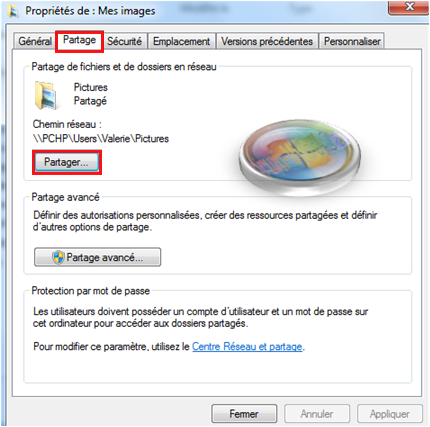 Propriétés de : Mes images
Général
Partage
Sécurité
Emplacement
Versions précédentes
Personnaliser
Partage de fichiers et de dossiers en réseau
Pictures
Partagé
Chemin réseau :
\\PCHP\Users\Valerie\Pictures
Partager...
Partage avancé
Définir des autorisations personnalisées, créer des ressources partagées et définir
d'autres options de partage.
Partage avancé...
Protection par mot de passe
Les utilisateurs doivent posséder un compte d'utilisateur et un mot de passe sur
cet ordinateur pour accéder aux dossiers partagés.
Pour modifier ce paramètre, utilisez le Centre Réseau et partage.
Fermer
Annuler
Appliquer